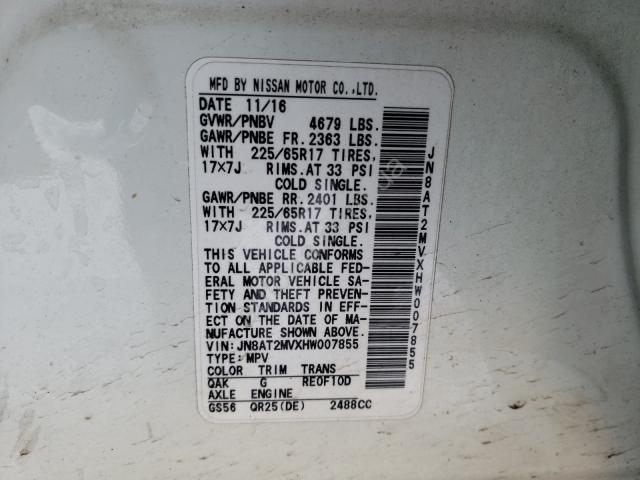 MFD BY NISSAN MOTOR CO.,LTD.
DATE 11/16
GVWR/PNBV 4679 LBS.
GAWR/PNBE FR. 2363 LBS.
WITH 225/65R17 TIRES,
17×7J RIMS.AT 33 PSI
COLD SINGLE.
GAWR/PNBE RR. 2401 LBS.
WITH 225/65R17 TIRES,
17×7J RIMS.AT 33 PSI
COLD SINGLE.
THIS VEHICLE CONFORMS
TO ALL APPLICABLE FED-
ERAL MOTOR VEHICLE SA-
FETY AND THEFT PREVEN-
TION STANDARDS IN EFF-
ECT ON THE DATE OF MA-
NUFACTURE SHOWN ABOVE.
VIN:JN8AT2MVXHW007855
TYPE:MPV
COLOR TRIM TRANS
QAK G RE0F10D
AXLE ENGINE
GS56 QR25(DE) 2488CC
JN8AT2MVXHW007855